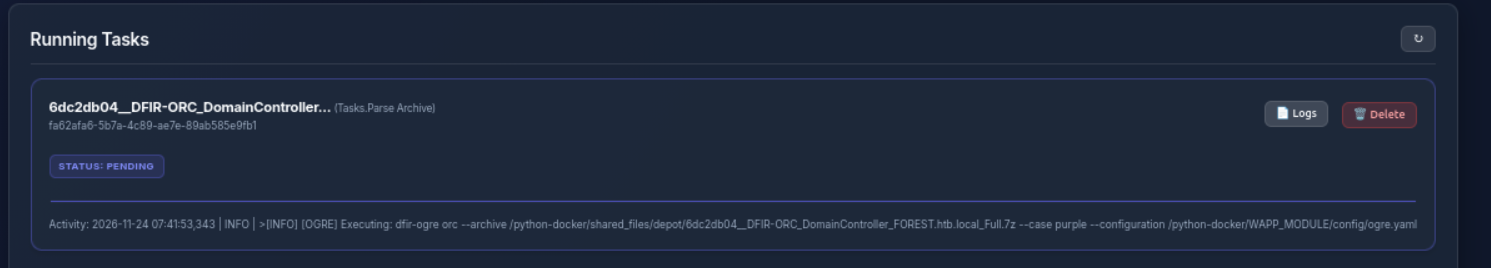 Running Tasks
↻
6dc2db04__DFIR-ORC_DomainController... (Tasks.Parse Archive)
fa62afa6-5b7a-4c89-ae7e-89ab585e9fb1
Logs
Delete
STATUS: PENDING
Activity: 2026-11-24 07:41:53,343 | INFO | >[INFO] [OGRE] Executing: dfir-ogre orc --archive /python-docker/shared_files/depot/6dc2db04__DFIR-ORC_DomainController_FOREST.htb.local_Full.7z --case purple --configuration /python-docker/WAPP_MODULE/config/ogre.yaml